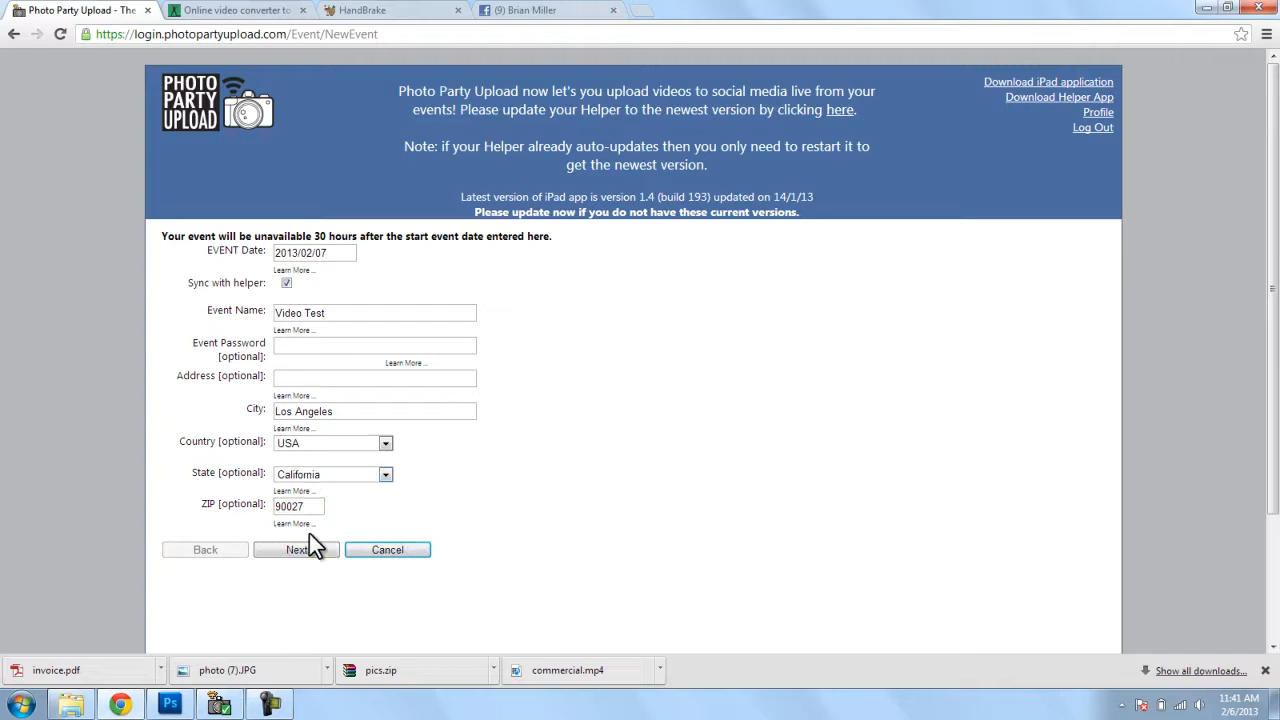 Photo Party Upload - The
Online video converter to
HandBrake
(9) Brian Miller
https://login.photopartyupload.com/Event/NewEvent
PHOTO
PARTY
UPLOAD
Photo Party Upload now let's you upload videos to social media live from your
events! Please update your Helper to the newest version by clicking here.
Note: if your Helper already auto-updates then you only need to restart it to
get the newest version.
Latest version of iPad app is version 1.4 (build 193) updated on 14/1/13
Please update now if you do not have these current versions.
Download iPad application
Download Helper App
Profile
Log Out
Your event will be unavailable 30 hours after the start event date entered here.
EVENT Date: 2013/02/07
Learn More ...
Sync with helper:
Event Name: Video Test
Learn More ...
Event Password
[optional]:
Learn More ...
Address [optional]:
Learn More ...
City: Los Angeles
Learn More ...
Country [optional]: USA
State [optional]: California
Learn More ...
ZIP [optional]: 90027
Learn More ...
Back Next Cancel
invoice.pdf
photo (7).JPG
pics.zip
commercial.mp4
Show all downloads...
Ps
11:41 AM
2/6/2013